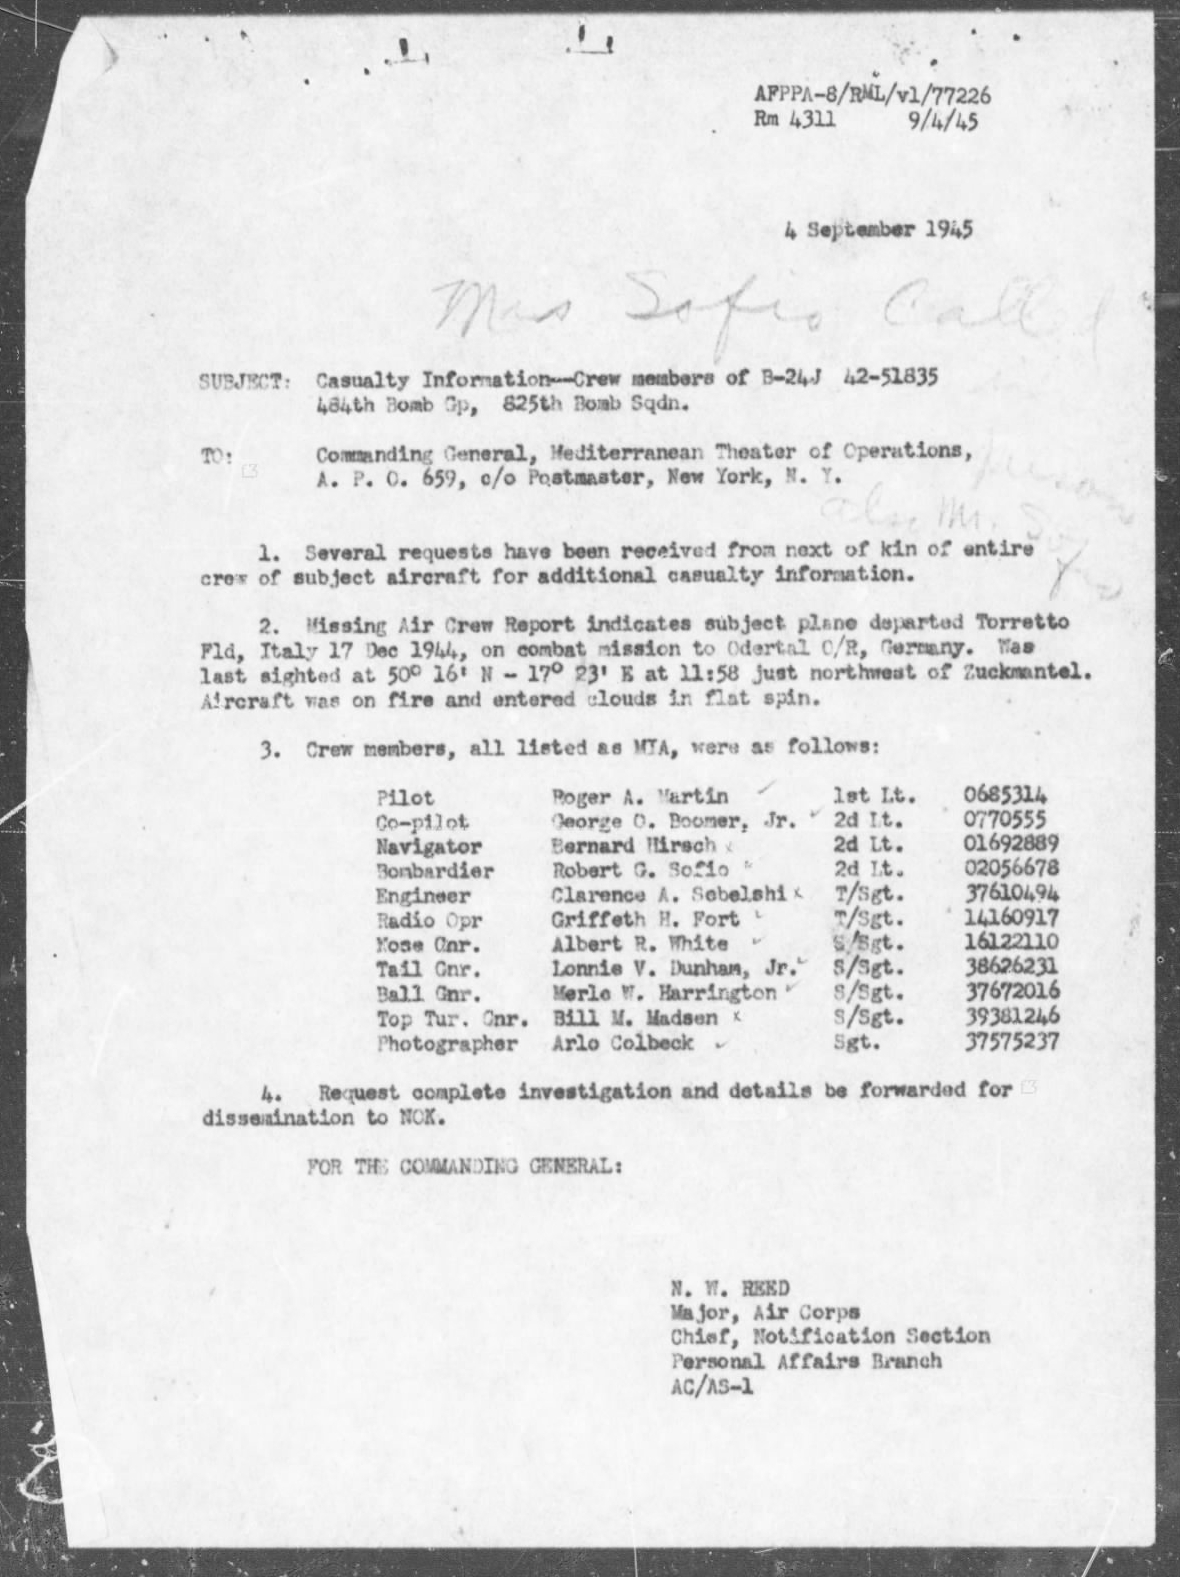 AFPPA-8/RML/vl/77226
Rm 4311 9/4/45
4 September 1945
Mrs Sofio Called
SUBJECT: Casualty Information---Crew members of B-24J 42-51835
484th Bomb Gp, 825th Bomb Sqdn.
TO: Commanding General, Mediterranean Theater of Operations,
A. P. O. 659, c/o Postmaster, New York, N. Y.
person
also Mr. Sofio
1. Several requests have been received from next of kin of entire
crew of subject aircraft for additional casualty information.
2. Missing Air Crew Report indicates subject plane departed Torretto
Fld, Italy 17 Dec 1944, on combat mission to Odertal O/R, Germany. Was
last sighted at 50° 16' N - 17° 23' E at 11:58 just northwest of Zuckmantel.
Aircraft was on fire and entered clouds in flat spin.
3. Crew members, all listed as MIA, were as follows:
Pilot Roger A. Martin 1st Lt. 0685314
Co-pilot George O. Boomer, Jr. 2d Lt. 0770555
Navigator Bernard Hirsch 2d Lt. 01692889
Bombardier Robert G. Sofio 2d Lt. 02056678
Engineer Clarence A. Sebelshi T/Sgt. 37610494
Radio Opr Griffeth H. Fort T/Sgt. 14160917
Nose Gnr. Albert R. White S/Sgt. 16122110
Tail Gnr. Lonnie V. Dunham, Jr. S/Sgt. 38626231
Ball Gnr. Merle W. Harrington S/Sgt. 37672016
Top Tur. Gnr. Bill M. Madsen S/Sgt. 39381246
Photographer Arlo Colbeck Sgt. 37575237
4. Request complete investigation and details be forwarded for
dissemination to NOK.
FOR THE COMMANDING GENERAL:
N. W. REED
Major, Air Corps
Chief, Notification Section
Personal Affairs Branch
AC/AS-1